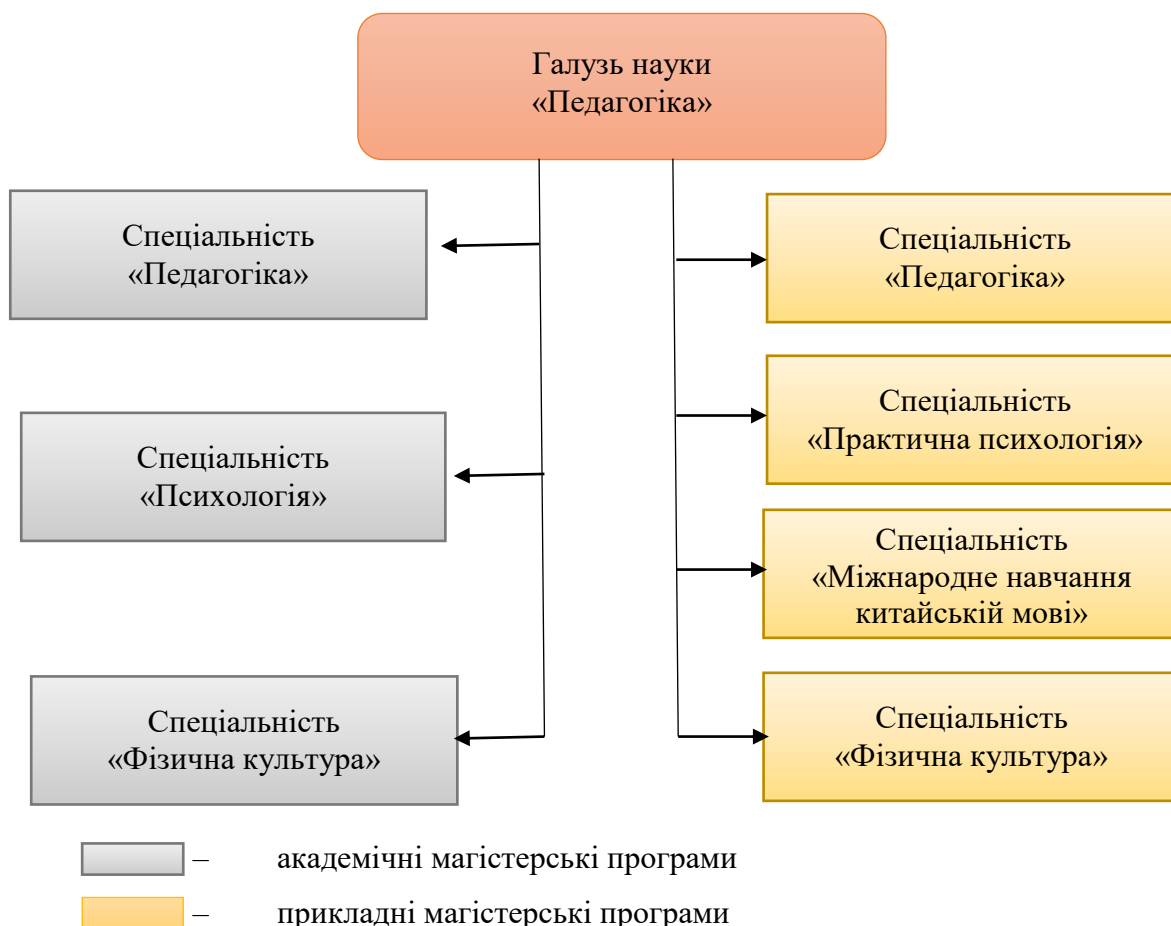 Галузь науки
«Педагогіка»
Спеціальність
«Педагогіка»
Спеціальність
«Психологія»
Спеціальність
«Фізична культура»
Спеціальність
«Педагогіка»
Спеціальність
«Практична психологія»
Спеціальність
«Міжнародне навчання
китайській мові»
Спеціальність
«Фізична культура»
– академічні магістерські програми
– прикладні магістерські програми